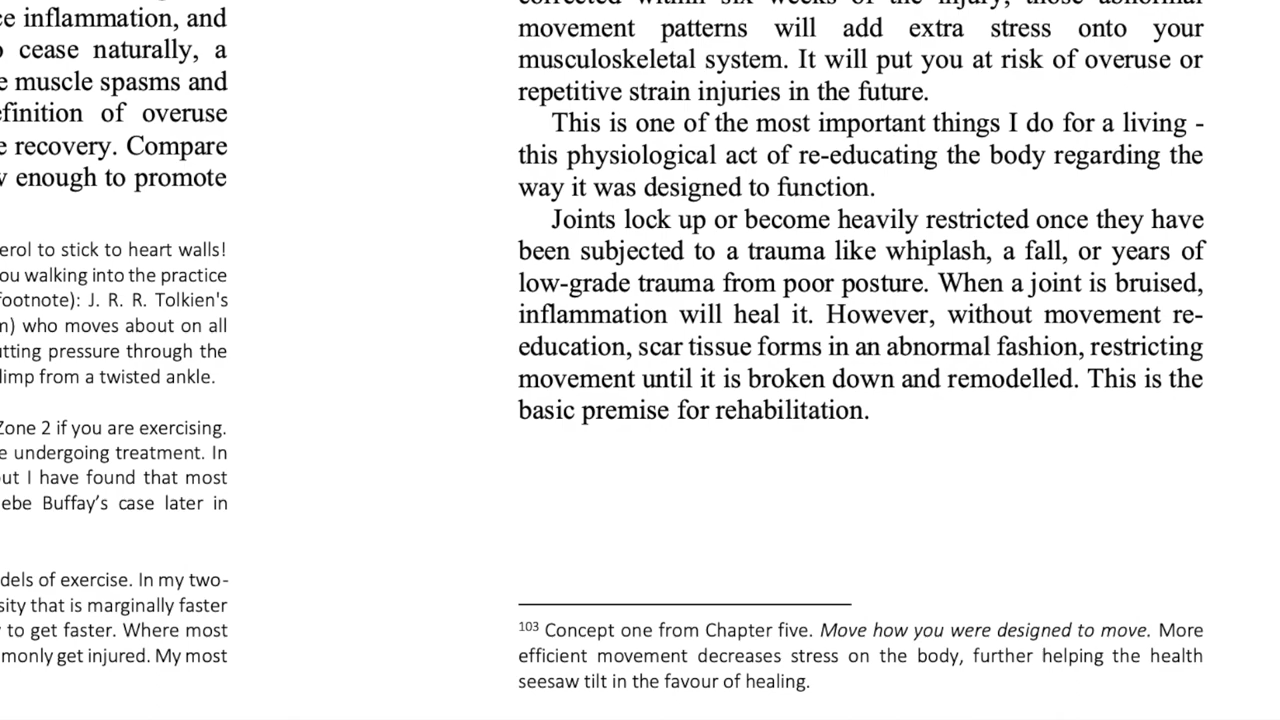 ce inflammation, and
cease naturally, a
e muscle spasms and
efinition of overuse
e recovery. Compare
enough to promote
erol to stick to heart walls!
ou walking into the practice
footnote): J. R. R. Tolkien's
n) who moves about on all
utting pressure through the
limp from a twisted ankle.
Zone 2 if you are exercising.
e undergoing treatment. In
ut I have found that most
ebe Buffay’s case later in
dels of exercise. In my two-
sity that is marginally faster
to get faster. Where most
monly get injured. My most
corrected within six weeks of the injury, those abnormal
movement patterns will add extra stress onto your
musculoskeletal system. It will put you at risk of overuse or
repetitive strain injuries in the future.
This is one of the most important things I do for a living -
this physiological act of re-educating the body regarding the
way it was designed to function.
Joints lock up or become heavily restricted once they have
been subjected to a trauma like whiplash, a fall, or years of
low-grade trauma from poor posture. When a joint is bruised,
inflammation will heal it. However, without movement re-
education, scar tissue forms in an abnormal fashion, restricting
movement until it is broken down and remodelled. This is the
basic premise for rehabilitation.
103 Concept one from Chapter five. Move how you were designed to move. More
efficient movement decreases stress on the body, further helping the health
seesaw tilt in the favour of healing.